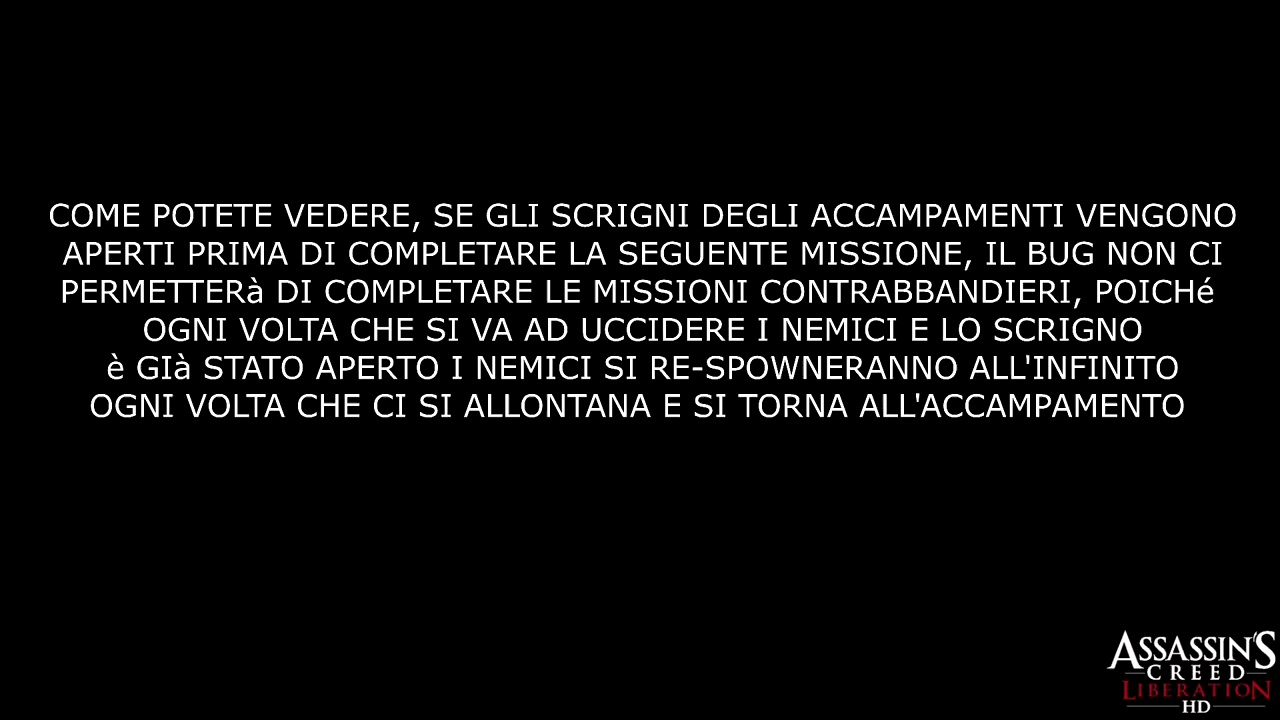 COME POTETE VEDERE, SE GLI SCRIGNI DEGLI ACCAMPAMENTI VENGONO
APERTI PRIMA DI COMPLETARE LA SEGUENTE MISSIONE, IL BUG NON CI
PERMETTERà DI COMPLETARE LE MISSIONI CONTRABBANDIERI, POICHé
OGNI VOLTA CHE SI VA AD UCCIDERE I NEMICI E LO SCRIGNO
è GIà STATO APERTO I NEMICI SI RE-SPOWNERANNO ALL'INFINITO
OGNI VOLTA CHE CI SI ALLONTANA E SI TORNA ALL'ACCAMPAMENTO
ASSASSIN'S
CREED
LIBERATION
HD